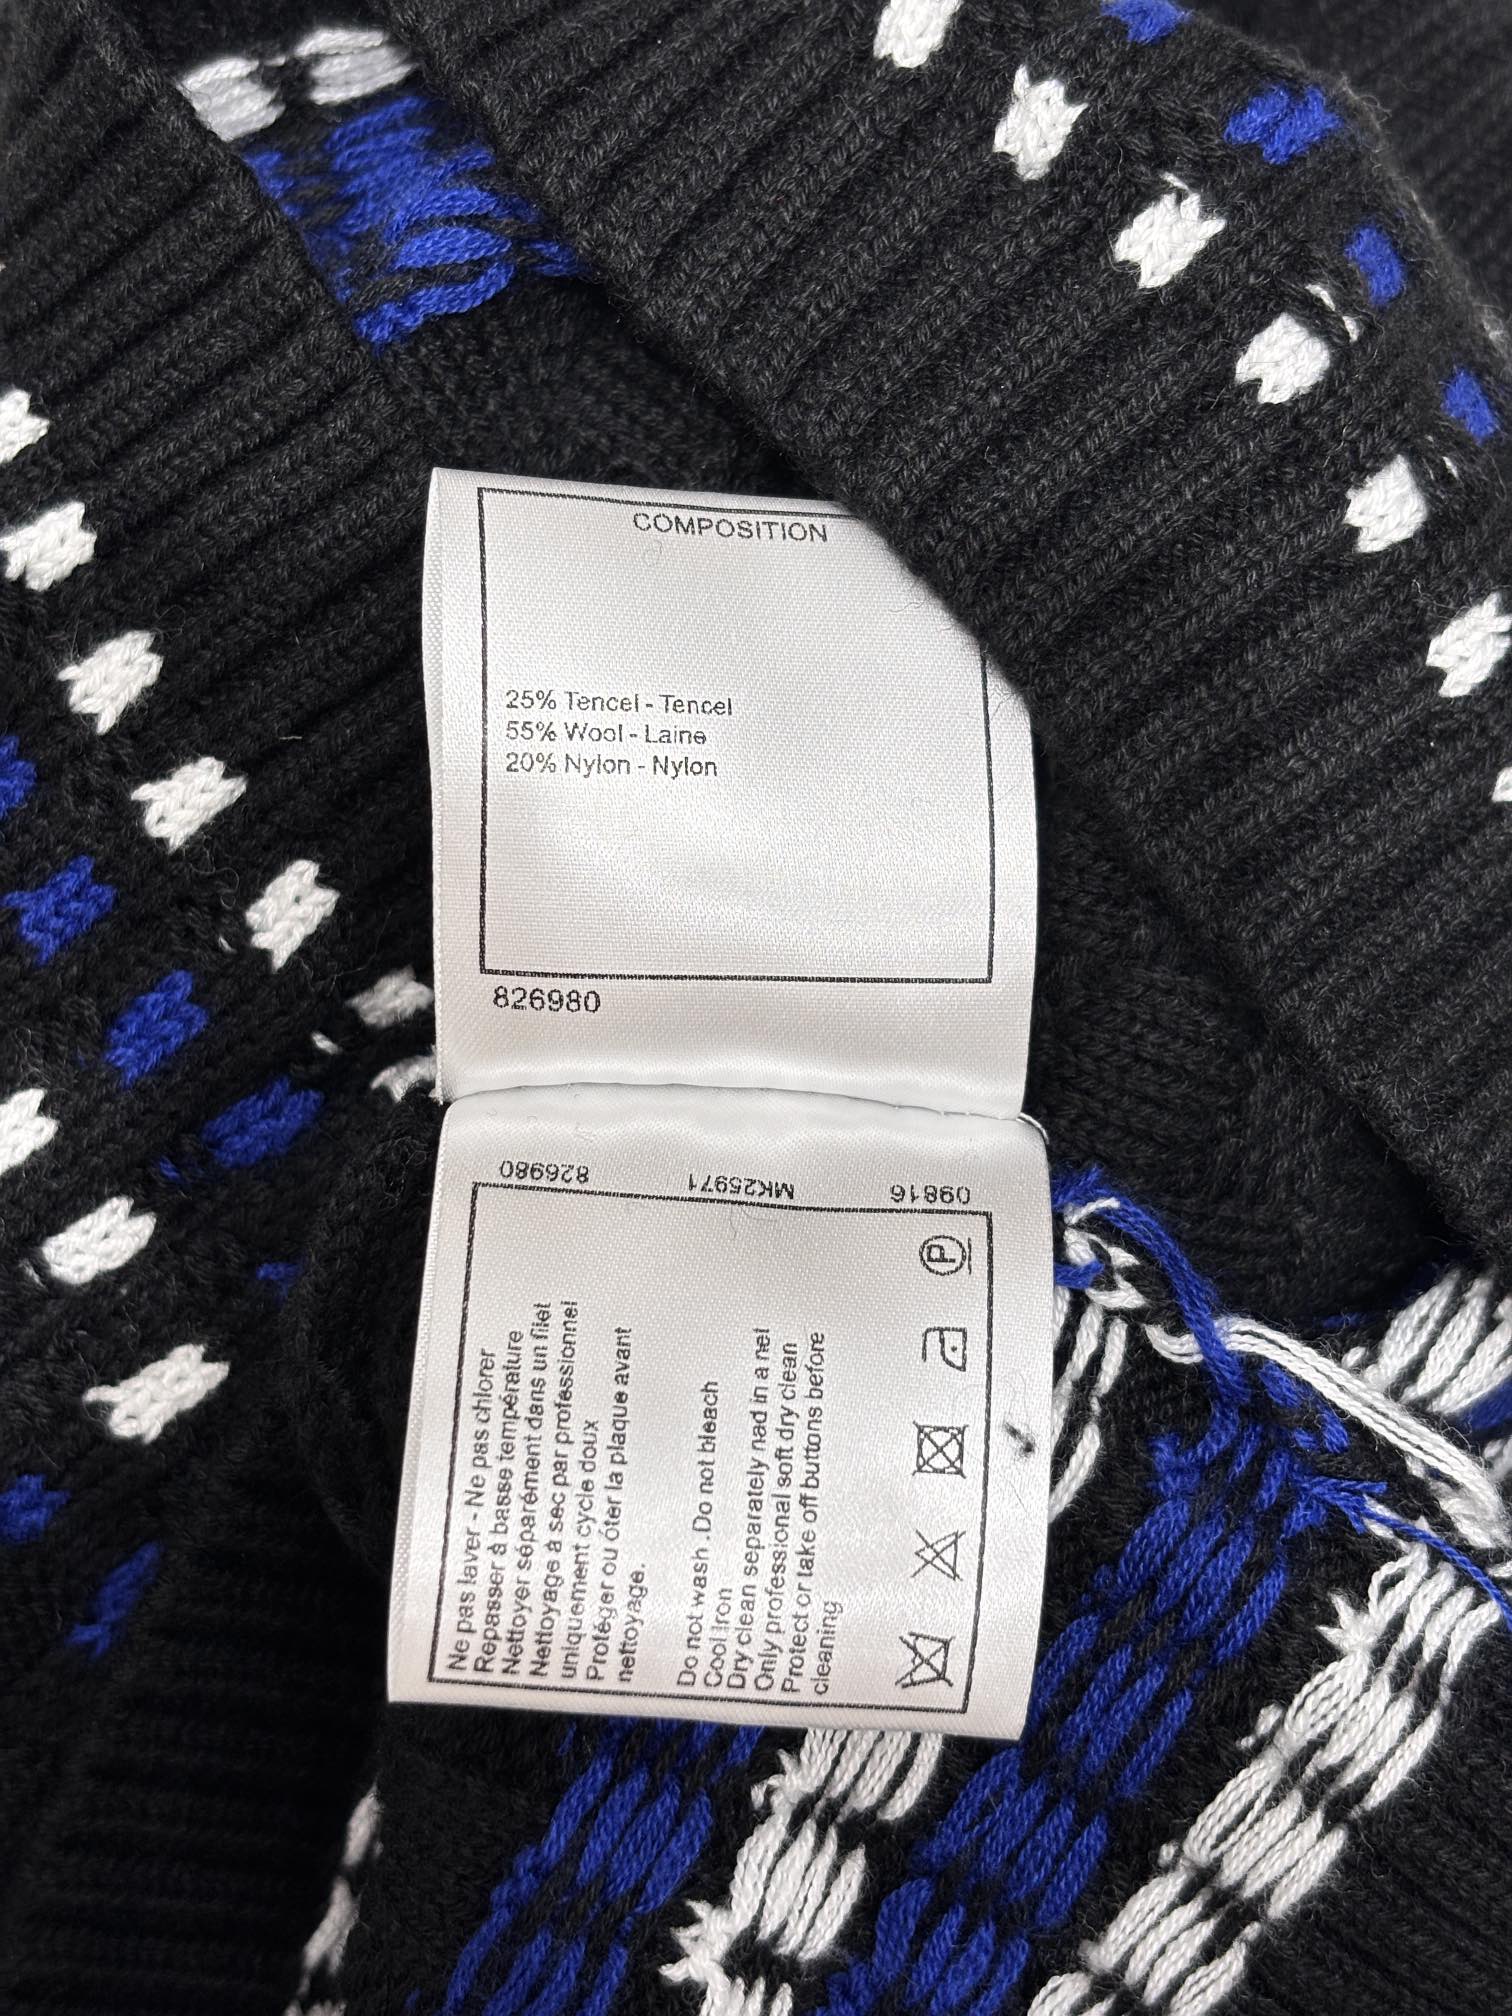 COMPOSITION
25% Tencel - Tencel
55% Wool - Laine
20% Nylon - Nylon
826980
09816
MK25971
826980
Ne pas laver - Ne pas chlorer
Repasser à basse température
Nettoyer séparément dans un filet
Nettoyage à sec par professionnel
uniquement cycle doux
Protéger ou ôter la plaque avant
nettoyage.
Do not wash . Do not bleach
Cool Iron
Dry clean separately nad in a net
Only professional soft dry clean
Protect or take off buttons before
cleaning
P